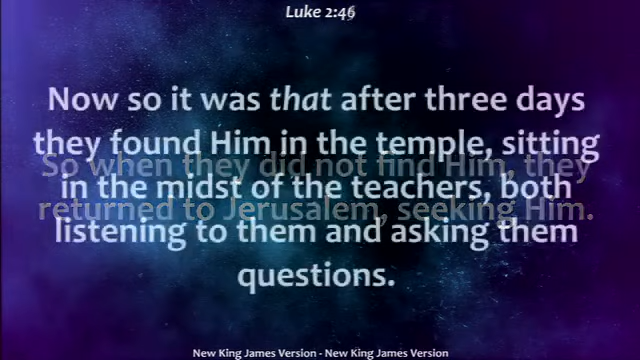 Luke 2:46
Now so it was that after three days
they found Him in the temple, sitting
So when they did not find Him, they
in the midst of the teachers, both
returned to Jerusalem, seeking Him.
listening to them and asking them
questions.
New King James Version - New King James Version